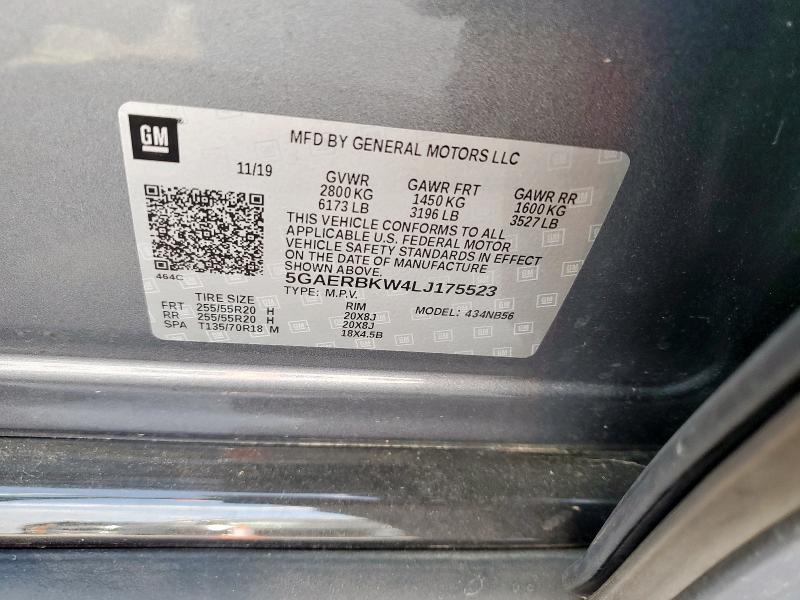 GM
MFD BY GENERAL MOTORS LLC
11/19
GVWR GAWR FRT GAWR RR
2800 KG 1450 KG 1600 KG
6173 LB 3196 LB 3527 LB
THIS VEHICLE CONFORMS TO ALL
APPLICABLE U.S. FEDERAL MOTOR
VEHICLE SAFETY STANDARDS IN EFFECT
ON THE DATE OF MANUFACTURE
SHOWN ABOVE.
464C
5GAERBKW4LJ175523
TYPE: M.P.V. MODEL: 434NB56
TIRE SIZE RIM
FRT 255/55R20 H 20X8J
RR 255/55R20 H 20X8J
SPA T135/70R18 M 18X4.5B